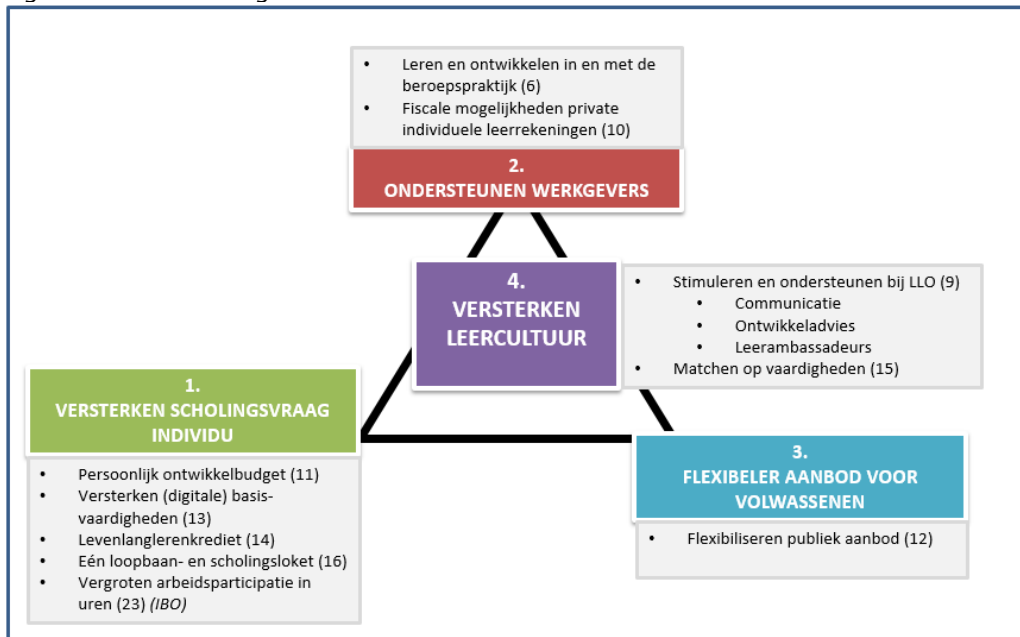 • Leren en ontwikkelen in en met de
beroepspraktijk (6)
• Fiscale mogelijkheden private
individuele leerrekeningen (10)
2.
ONDERSTEUNEN WERKGEVERS
4.
VERSTERKEN
LEERCULTUUR
• Stimuleren en ondersteunen bij LLO (9)
• Communicatie
• Ontwikkeladvies
• Leerambassadeurs
• Matchen op vaardigheden (15)
1.
VERSTERKEN SCHOLINGSVRAAG
INDIVIDU
• Persoonlijk ontwikkelbudget (11)
• Versterken (digitale) basis-
vaardigheden (13)
• Levenlanglerenkrediet (14)
• Eén loopbaan- en scholingsloket (16)
• Vergroten arbeidsparticipatie in
uren (23) (IBO)
3.
FLEXIBELER AANBOD VOOR
VOLWASSENEN
• Flexibiliseren publiek aanbod (12)